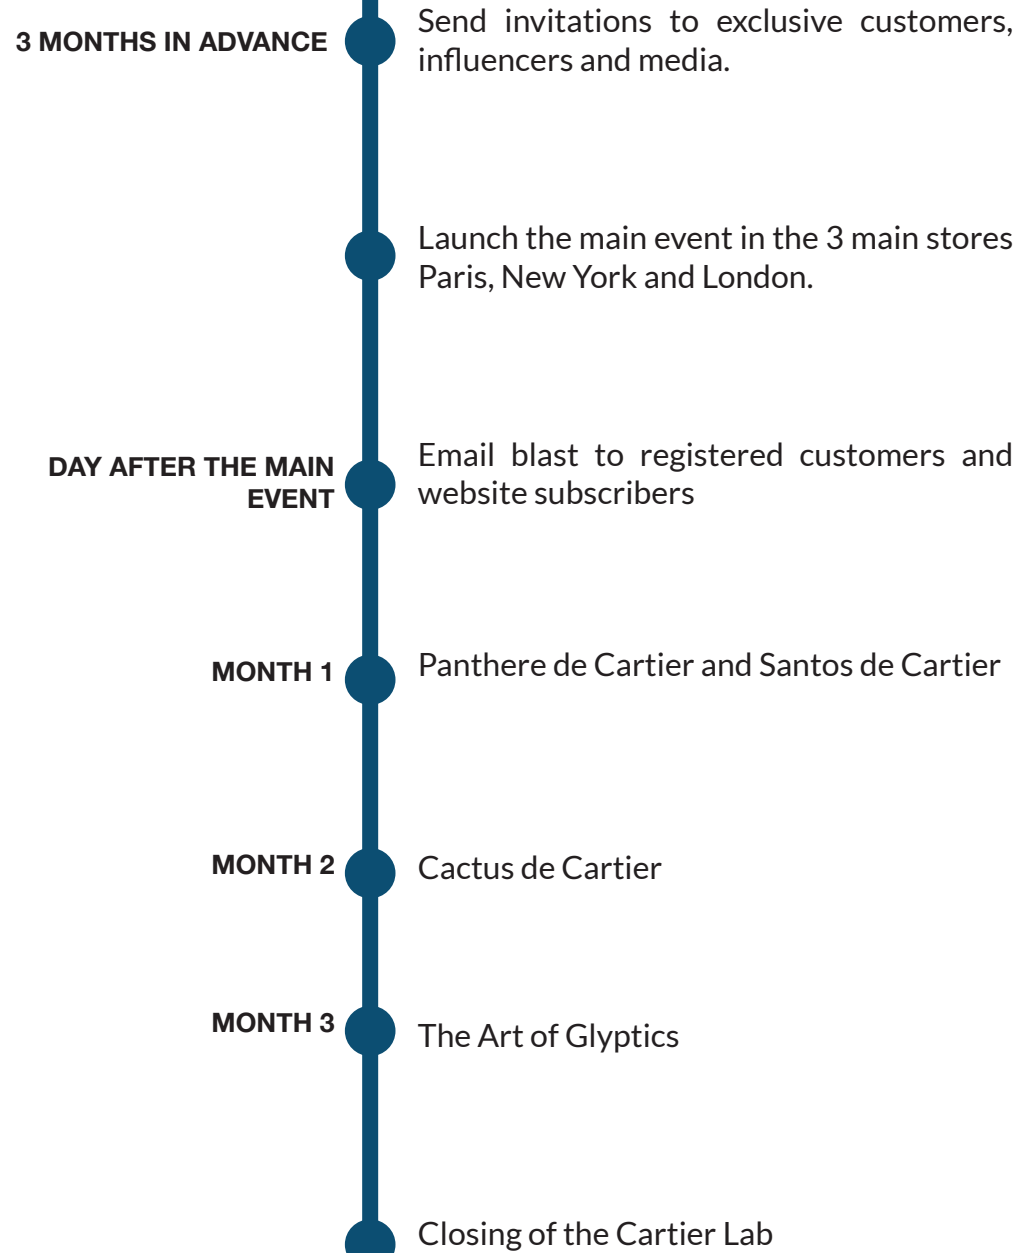 3 MONTHS IN ADVANCE
Send invitations to exclusive customers,
influencers and media.
Launch the main event in the 3 main stores
Paris, New York and London.
DAY AFTER THE MAIN
EVENT
Email blast to registered customers and
website subscribers
MONTH 1
Panthere de Cartier and Santos de Cartier
MONTH 2
Cactus de Cartier
MONTH 3
The Art of Glyptics
Closing of the Cartier Lab